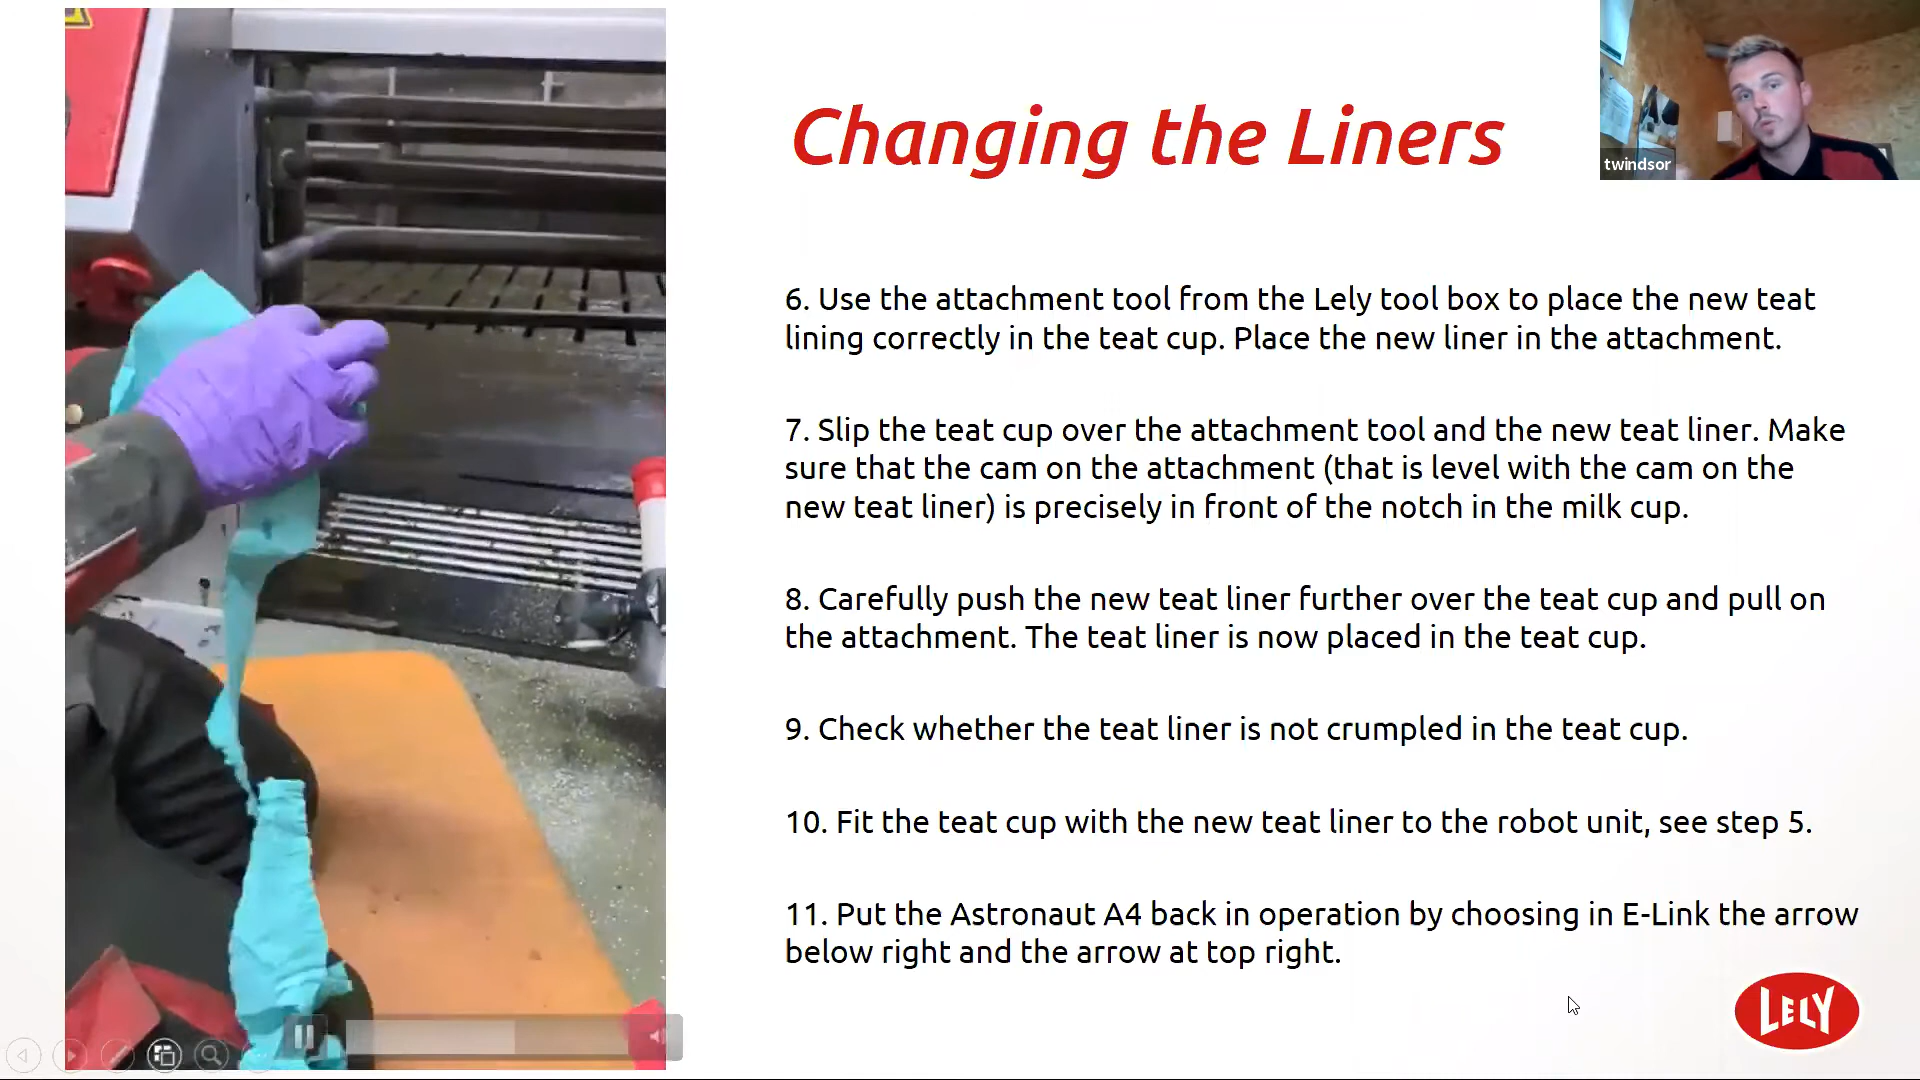 Changing the Liners
twindsor
6. Use the attachment tool from the Lely tool box to place the new teat
lining correctly in the teat cup. Place the new liner in the attachment.
7. Slip the teat cup over the attachment tool and the new teat liner. Make
sure that the cam on the attachment (that is level with the cam on the
new teat liner) is precisely in front of the notch in the milk cup.
8. Carefully push the new teat liner further over the teat cup and pull on
the attachment. The teat liner is now placed in the teat cup.
9. Check whether the teat liner is not crumpled in the teat cup.
10. Fit the teat cup with the new teat liner to the robot unit, see step 5.
11. Put the Astronaut A4 back in operation by choosing in E-Link the arrow
below right and the arrow at top right.
LELY